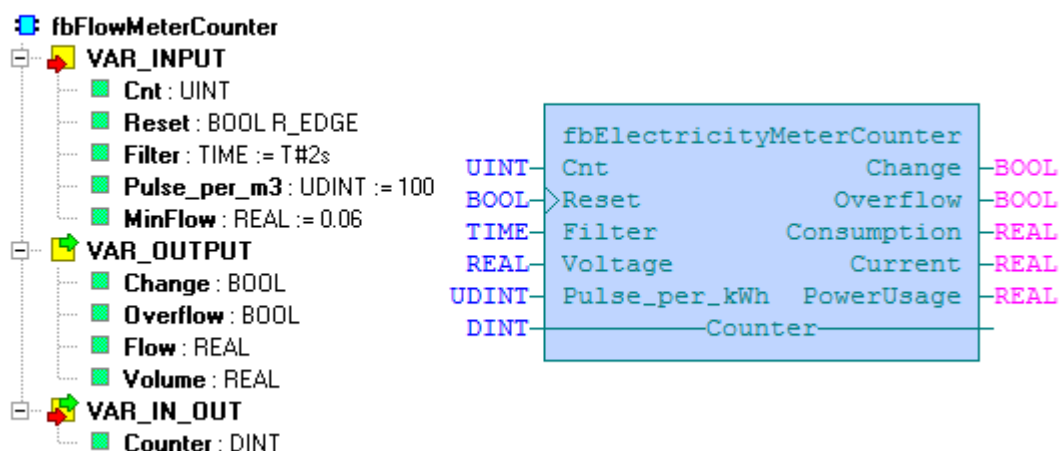 fbFlowMeterCounter
VAR_INPUT
Cnt : UINT
Reset : BOOL R_EDGE
Filter : TIME := T#2s
Pulse_per_m3 : UDINT := 100
MinFlow : REAL := 0.06
VAR_OUTPUT
Change : BOOL
Overflow : BOOL
Flow : REAL
Volume : REAL
VAR_IN_OUT
Counter : DINT
fbElectricityMeterCounter
UINT Cnt Change BOOL
BOOL Reset Overflow BOOL
TIME Filter Consumption REAL
REAL Voltage Current REAL
UDINT Pulse_per_kWh PowerUsage REAL
DINT Counter